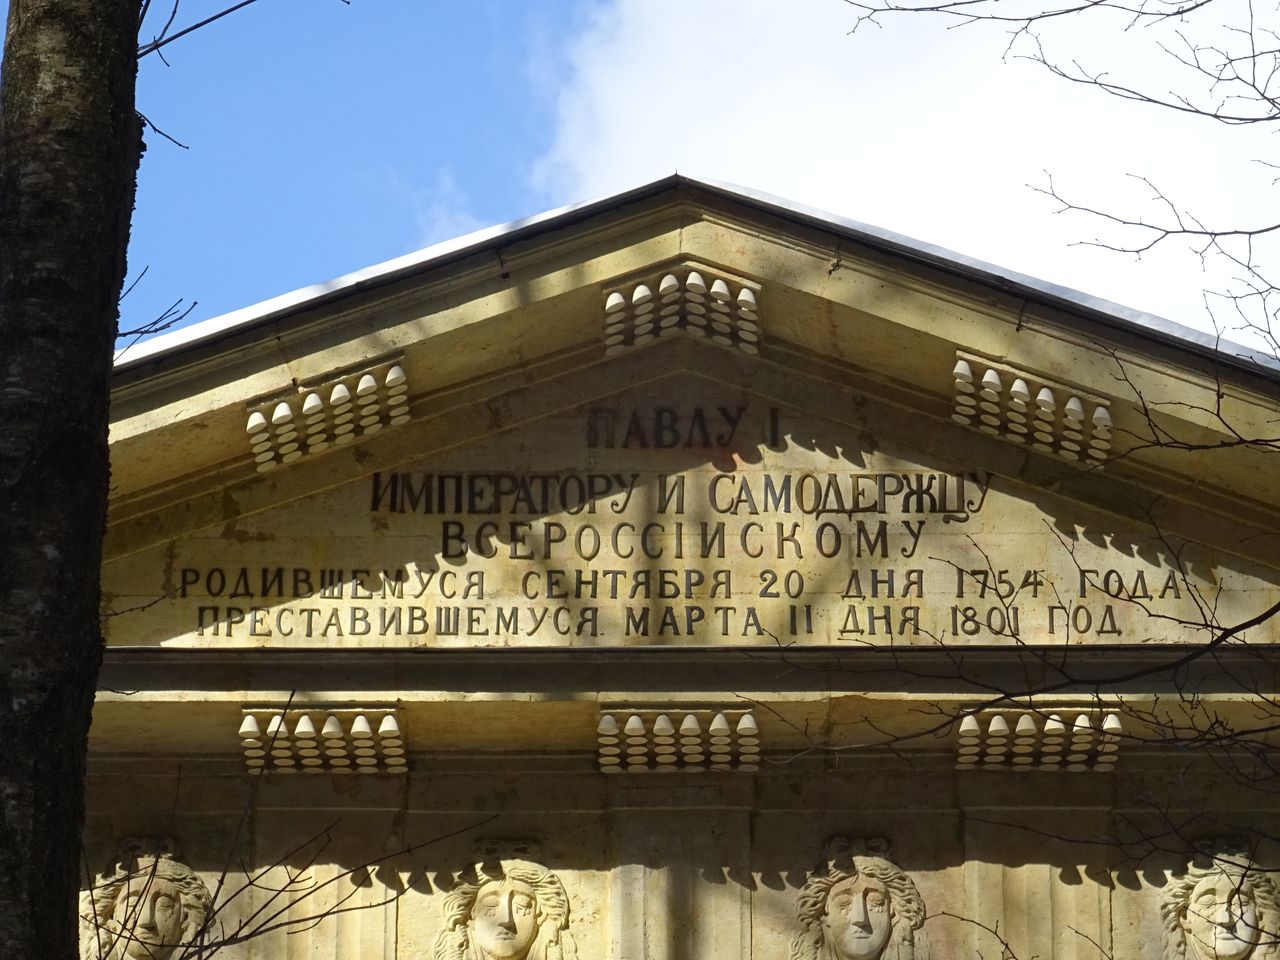 ПАВЛУ I
ИМПЕРАТОРУ И САМОДЕРЖЦУ
ВСЕРОССІЙСКОМУ
РОДИВШЕМУСЯ СЕНТЯБРЯ 20 ДНЯ 1754 ГОДА
ПРЕСТАВИВШЕМУСЯ МАРТА 11 ДНЯ 1801 ГОД